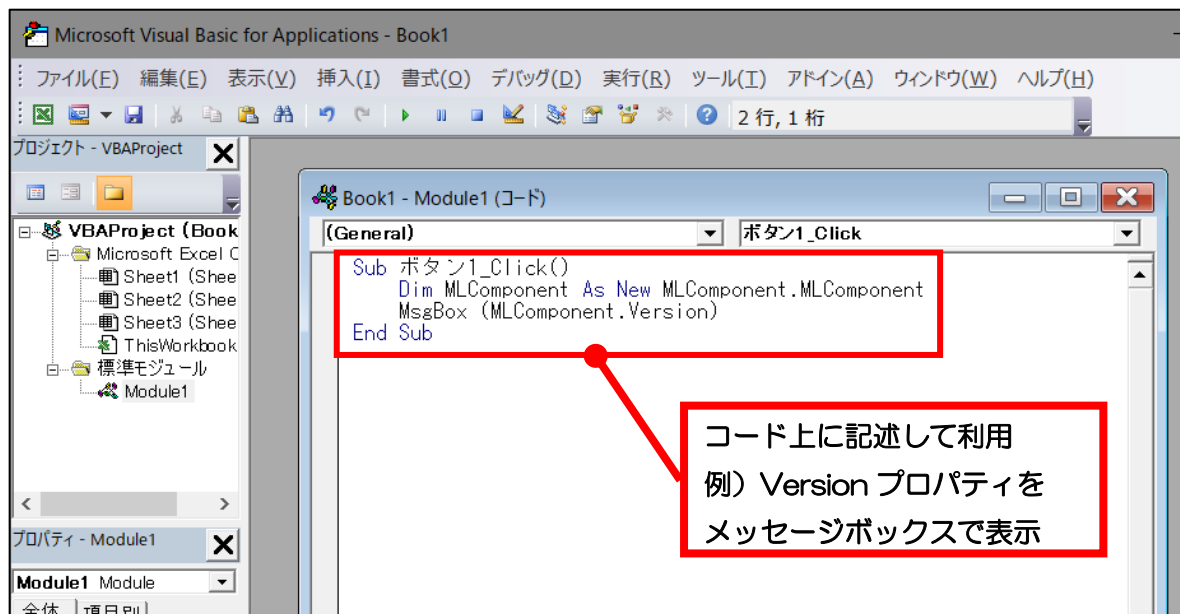 Microsoft Visual Basic for Applications - Book1
ファイル(F) 編集(E) 表示(V) 挿入(I) 書式(O) デバッグ(D) 実行(R) ツール(T) アドイン(A) ウィンドウ(W) ヘルプ(H)
2 行, 1 桁
プロジェクト - VBAProject
VBAProject (Book
Microsoft Excel O
Sheet1 (Shee
Sheet2 (Shee
Sheet3 (Shee
ThisWorkbook
標準モジュール
Module1
プロパティ - Module1
Module1 Module
全体 項目別
Book1 - Module1 (コード)
(General) ボタン1_Click
Sub ボタン1_Click()
Dim MLComponent As New MLComponent.MLComponent
MsgBox (MLComponent.Version)
End Sub
コード上に記述して利用
例）Version プロパティを
メッセージボックスで表示